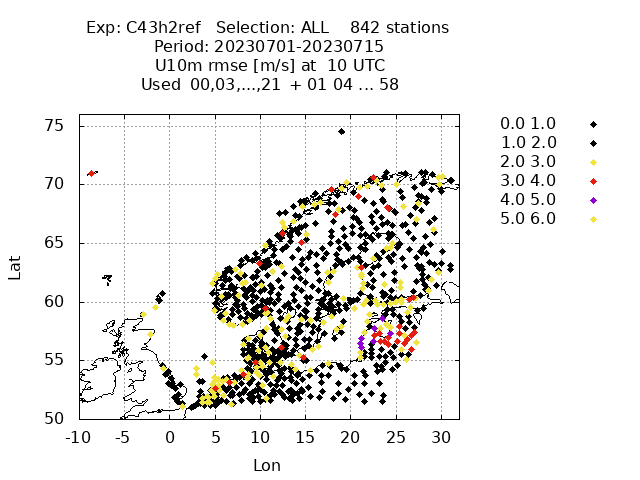 Exp: C43h2ref Selection: ALL 842 stations
Period: 20230701-20230715
U10m rmse [m/s] at 10 UTC
Used 00,03,...,21 + 01 04 ... 58
75
70
65
60
55
50
Lat
-10 -5 0 5 10 15 20 25 30
Lon
0.0 1.0
1.0 2.0
2.0 3.0
3.0 4.0
4.0 5.0
5.0 6.0